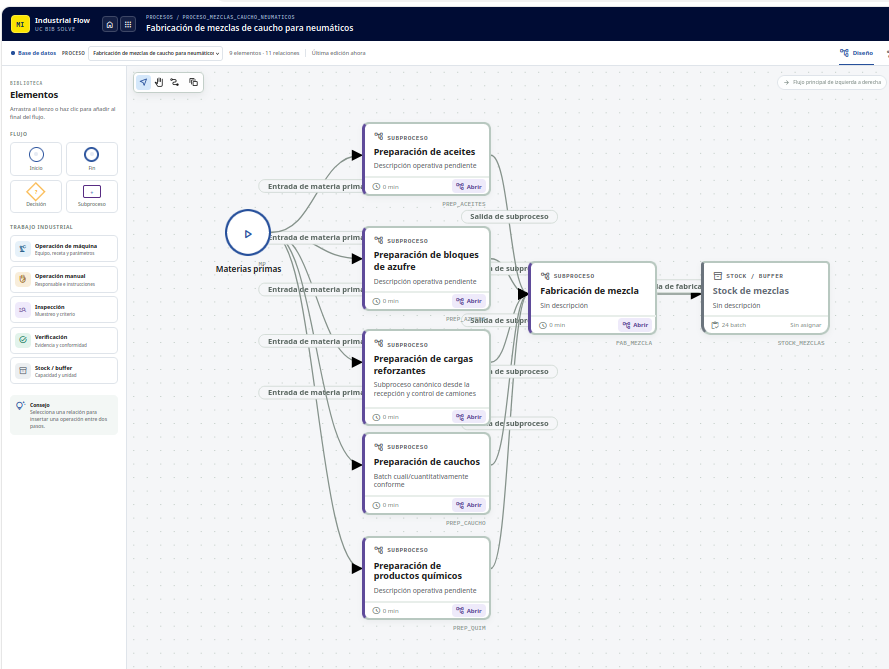 MI
Industrial Flow
UC BIB SOLVE
PROCESOS / PROCESO_MEZCLAS_CAUCHO_NEUMATICOS
Fabricación de mezclas de caucho para neumáticos
Base de datos
PROCESO
Fabricación de mezclas de caucho para neumáticos
9 elementos · 11 relaciones
Última edición ahora
Diseño
BIBLIOTECA
Elementos
Arrastra al lienzo o haz clic para añadir al
final del flujo.
FLUJO
Inicio
Fin
Decisión
Subproceso
TRABAJO INDUSTRIAL
Operación de máquina
Equipo, receta y parámetros
Operación manual
Responsable e instrucciones
Inspección
Muestreo y criterio
Verificación
Evidencia y conformidad
Stock / buffer
Capacidad y unidad
Consejo
Selecciona una relación para
insertar una operación entre dos
pasos.
Flujo principal de izquierda a derecha
Materias primas
MP
Entrada de materia prima
Entrada de materia prima
Entrada de materia prima
Entrada de materia prima
Entrada de materia prima
SUBPROCESO
Preparación de aceites
Descripción operativa pendiente
0 min
Abrir
PREP_ACEITES
SUBPROCESO
Preparación de bloques
de azufre
Descripción operativa pendiente
0 min
Abrir
SUBPROCESO
Preparación de cargas
reforzantes
Subproceso canónico desde la
recepción y control de camiones
0 min
Abrir
SUBPROCESO
Preparación de cauchos
Batch cuali/cuantitativamente
conforme
0 min
Abrir
PREP_CAUCHO
SUBPROCESO
Preparación de
productos químicos
Descripción operativa pendiente
0 min
Abrir
PREP_QUIM
Salida de subproceso
a de subpr
Salida de subpr
a de subproceso
a de subproceso
SUBPROCESO
Fabricación de mezcla
Sin descripción
0 min
Abrir
FAB_MEZCLA
da de fabrica
STOCK / BUFFER
Stock de mezclas
Sin descripción
24 batch
Sin asignar
STOCK_MEZCLAS